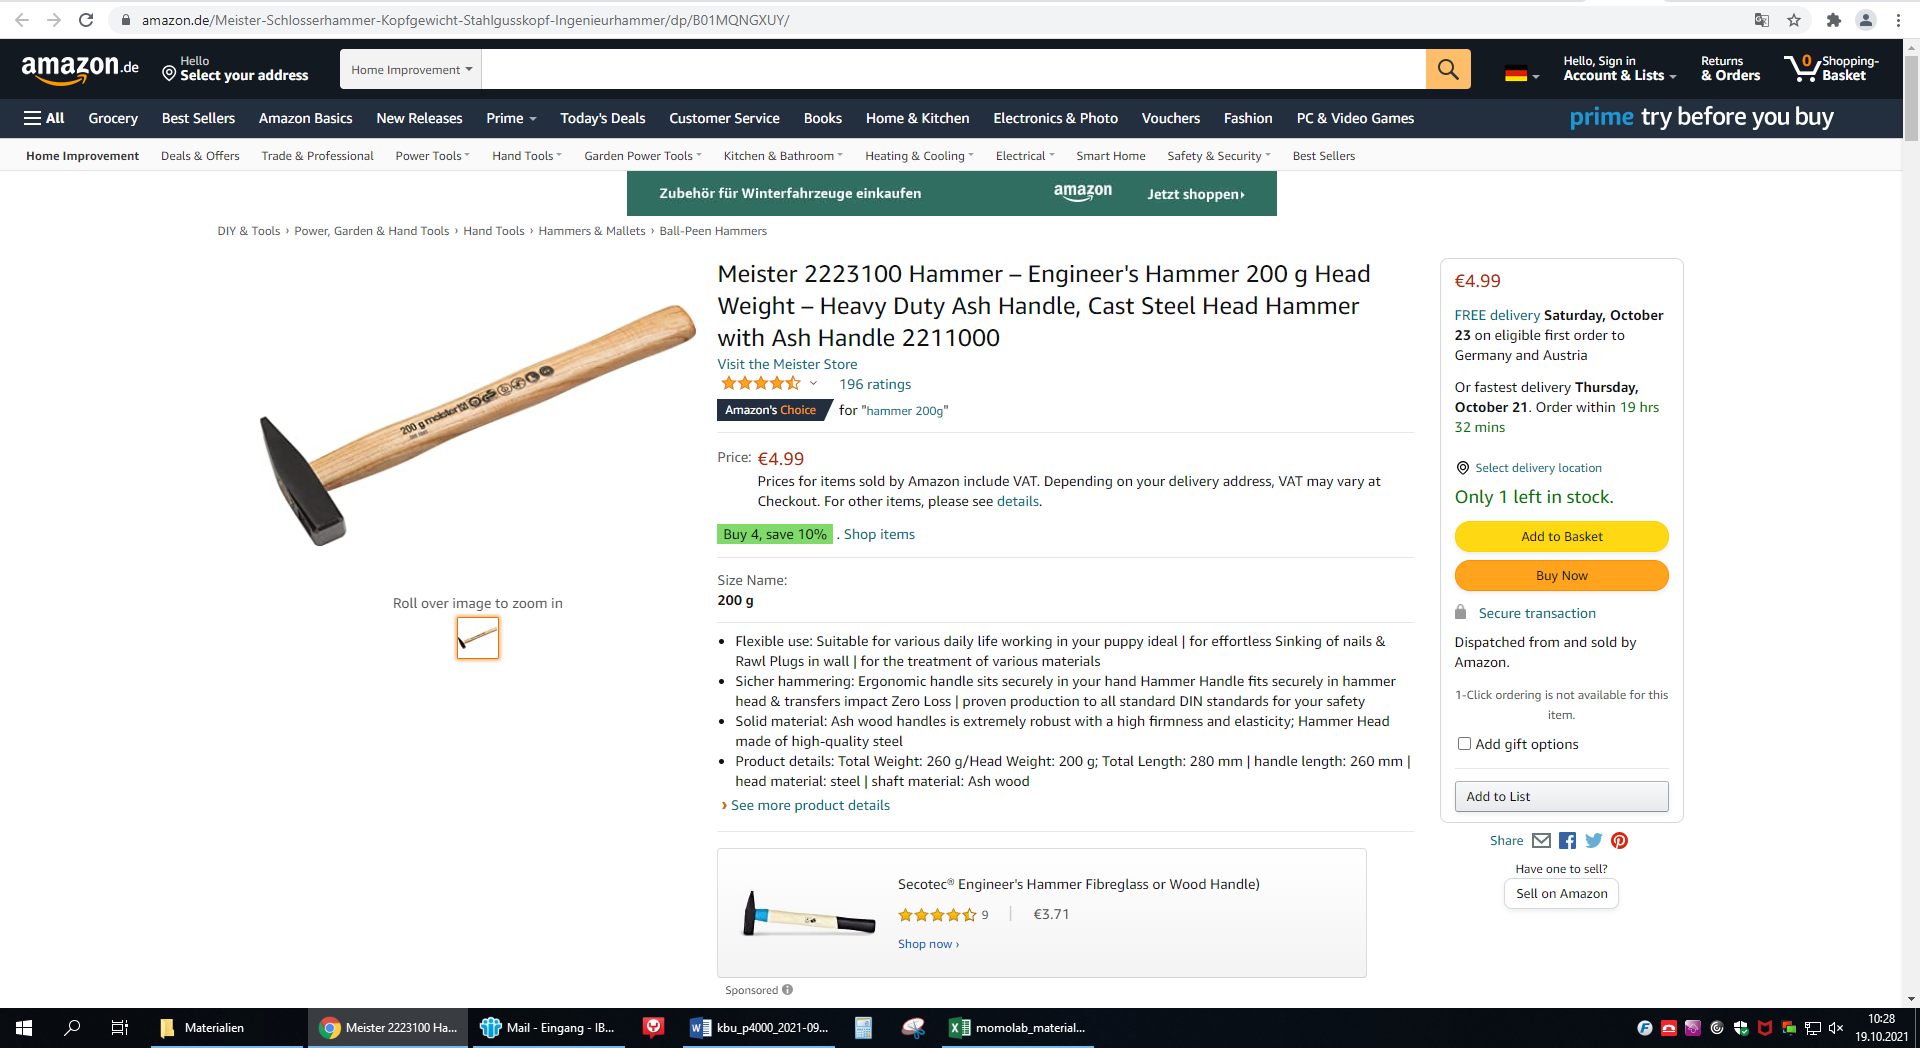 amazon.de/Meister-Schlosserhammer-Kopfgewicht-Stahlgusskopf-Ingenieurhammer/dp/B01MQNGXUY/
amazon.de
Hello
Select your address
Home Improvement
Hello, Sign in
Account & Lists
Returns
& Orders
0
Shopping-
Basket
All
Grocery
Best Sellers
Amazon Basics
New Releases
Prime
Today's Deals
Customer Service
Books
Home & Kitchen
Electronics & Photo
Vouchers
Fashion
PC & Video Games
prime try before you buy
Home Improvement
Deals & Offers
Trade & Professional
Power Tools
Hand Tools
Garden Power Tools
Kitchen & Bathroom
Heating & Cooling
Electrical
Smart Home
Safety & Security
Best Sellers
Zubehör für Winterfahrzeuge einkaufen
amazon
Jetzt shoppen
DIY & Tools › Power, Garden & Hand Tools › Hand Tools › Hammers & Mallets › Ball-Peen Hammers
200 g meister
Roll over image to zoom in
Meister 2223100 Hammer – Engineer's Hammer 200 g Head
Weight – Heavy Duty Ash Handle, Cast Steel Head Hammer
with Ash Handle 2211000
Visit the Meister Store
196 ratings
Amazon's Choice for "hammer 200g"
Price: €4.99
Prices for items sold by Amazon include VAT. Depending on your delivery address, VAT may vary at
Checkout. For other items, please see details.
Buy 4, save 10% . Shop items
Size Name:
200 g
• Flexible use: Suitable for various daily life working in your puppy ideal | for effortless Sinking of nails &
Rawl Plugs in wall | for the treatment of various materials
• Sicher hammering: Ergonomic handle sits securely in your hand Hammer Handle fits securely in hammer
head & transfers impact Zero Loss | proven production to all standard DIN standards for your safety
• Solid material: Ash wood handles is extremely robust with a high firmness and elasticity; Hammer Head
made of high-quality steel
• Product details: Total Weight: 260 g/Head Weight: 200 g; Total Length: 280 mm | handle length: 260 mm |
head material: steel | shaft material: Ash wood
› See more product details
Secotec® Engineer's Hammer Fibreglass or Wood Handle)
9 | €3.71
Shop now ›
Sponsored
€4.99
FREE delivery Saturday, October
23 on eligible first order to
Germany and Austria
Or fastest delivery Thursday,
October 21. Order within 19 hrs
32 mins
Select delivery location
Only 1 left in stock.
Add to Basket
Buy Now
Secure transaction
Dispatched from and sold by
Amazon.
1-Click ordering is not available for this
item.
Add gift options
Add to List
Share
Have one to sell?
Sell on Amazon
Materialien
Meister 2223100 Ha...
Mail - Eingang - IB...
kbu_p4000_2021-09...
momolab_material...
10:28
19.10.2021